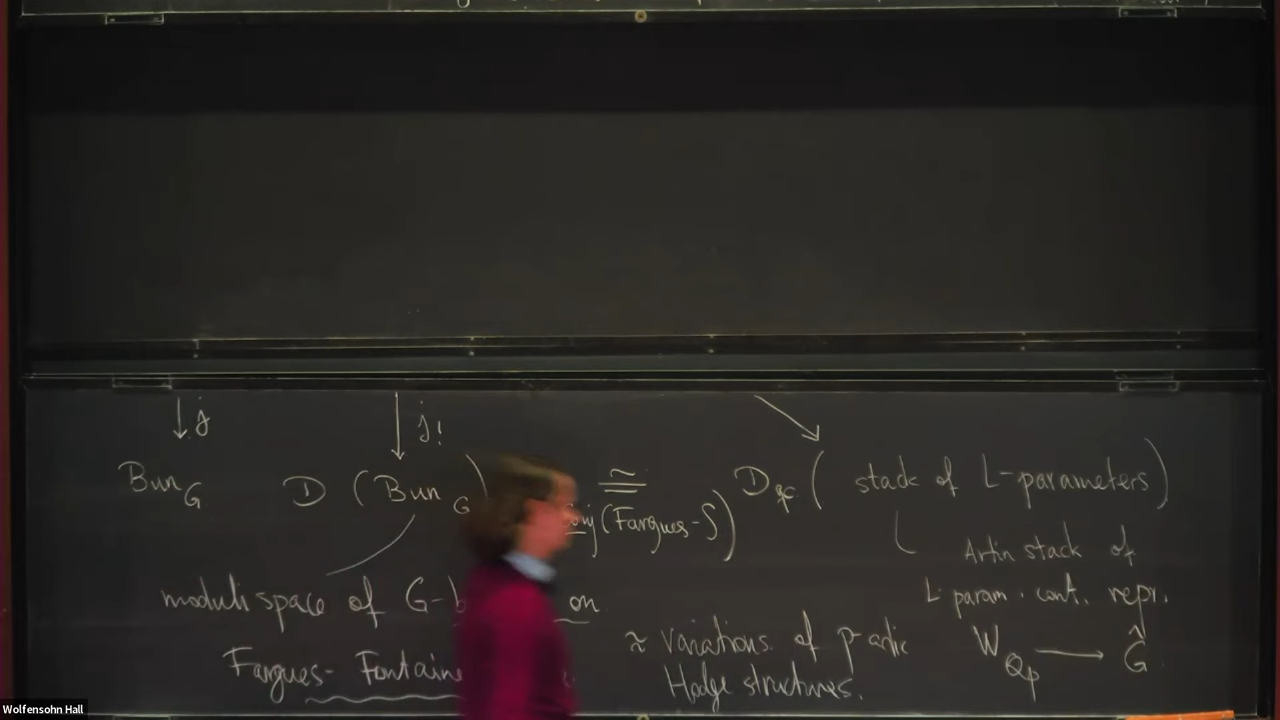 ↓ j
↓ j!
Bun_G D (Bun_G) ≅ D_qc ( stack of L-parameters )
(Fargues-S)
Artin stack of
L-param. cont. repr.
moduli space of G- on
≈ variations of p-adic
W_Qp → Ĝ
Fargues-Fontaine
Hodge structures.
Wolfensohn Hall